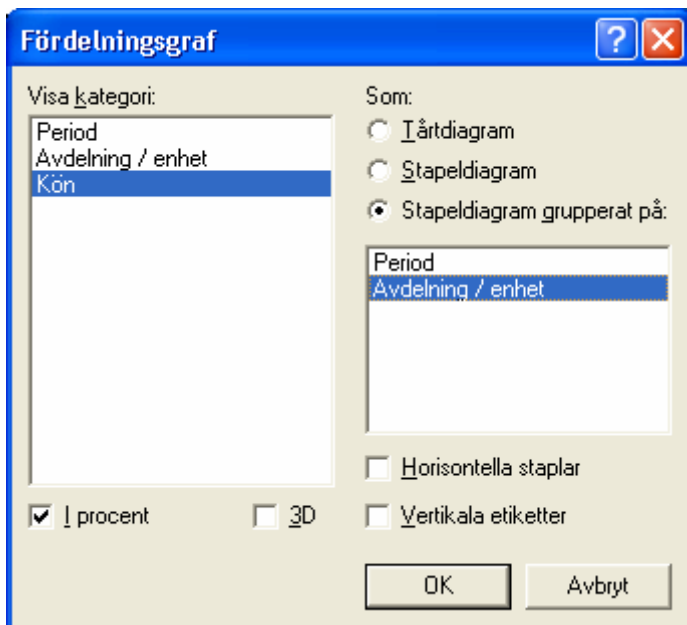 Fördelningsgraf
Visa kategori:
Period
Avdelning / enhet
Kön
I procent
3D
Som:
Tårtdiagram
Stapeldiagram
Stapeldiagram grupperat på:
Period
Avdelning / enhet
Horisontella staplar
Vertikala etiketter
OK
Avbryt